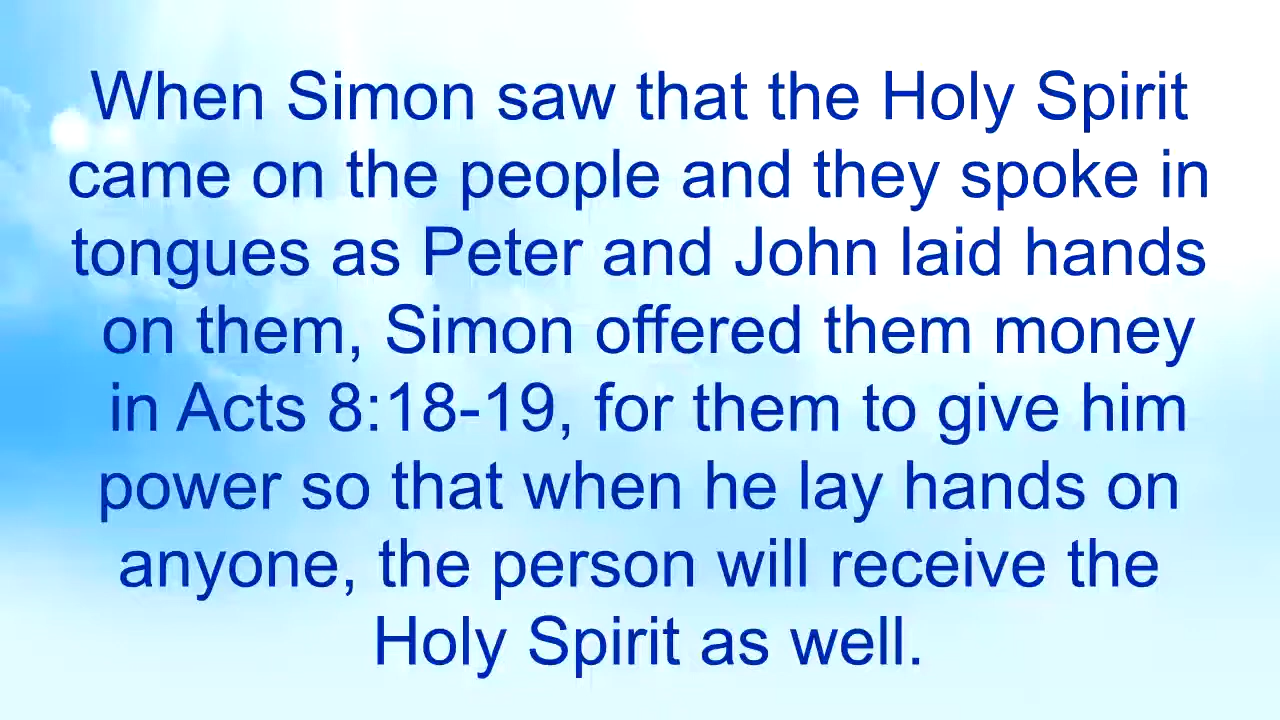 When Simon saw that the Holy Spirit
came on the people and they spoke in
tongues as Peter and John laid hands
on them, Simon offered them money
in Acts 8:18-19, for them to give him
power so that when he lay hands on
anyone, the person will receive the
Holy Spirit as well.